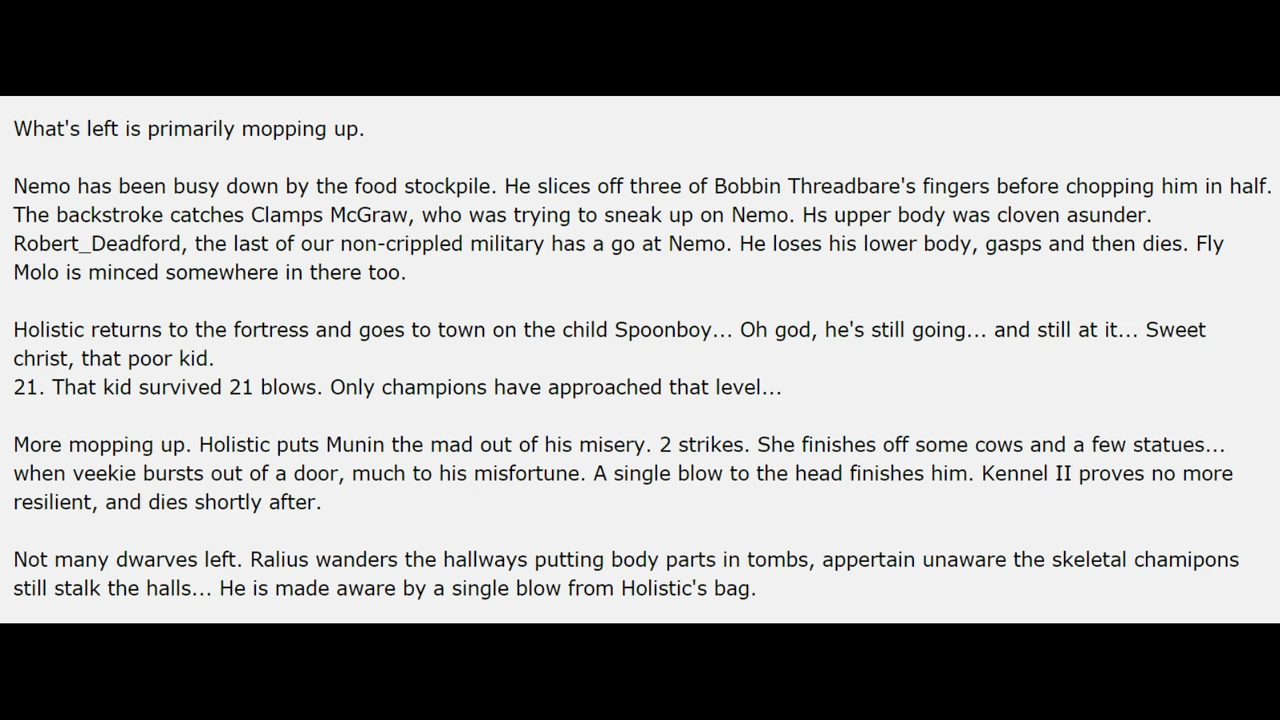 What's left is primarily mopping up.
Nemo has been busy down by the food stockpile. He slices off three of Bobbin Threadbare's fingers before chopping him in half.
The backstroke catches Clamps McGraw, who was trying to sneak up on Nemo. Hs upper body was cloven asunder.
Robert_Deadford, the last of our non-crippled military has a go at Nemo. He loses his lower body, gasps and then dies. Fly
Molo is minced somewhere in there too.
Holistic returns to the fortress and goes to town on the child Spoonboy... Oh god, he's still going... and still at it... Sweet
christ, that poor kid.
21. That kid survived 21 blows. Only champions have approached that level...
More mopping up. Holistic puts Munin the mad out of his misery. 2 strikes. She finishes off some cows and a few statues...
when veekie bursts out of a door, much to his misfortune. A single blow to the head finishes him. Kennel II proves no more
resilient, and dies shortly after.
Not many dwarves left. Ralius wanders the hallways putting body parts in tombs, appertain unaware the skeletal chamipons
still stalk the halls... He is made aware by a single blow from Holistic's bag.